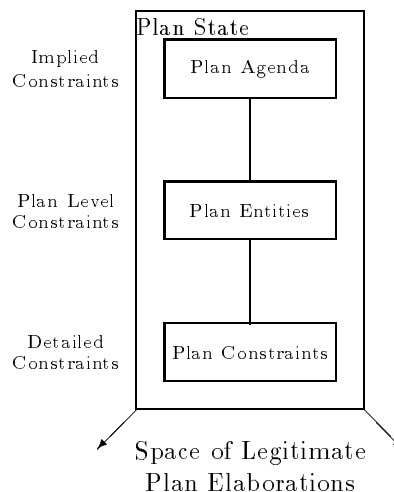 Plan State
Implied
Constraints
Plan Agenda
Plan Level
Constraints
Plan Entities
Detailed
Constraints
Plan Constraints
Space of Legitimate
Plan Elaborations